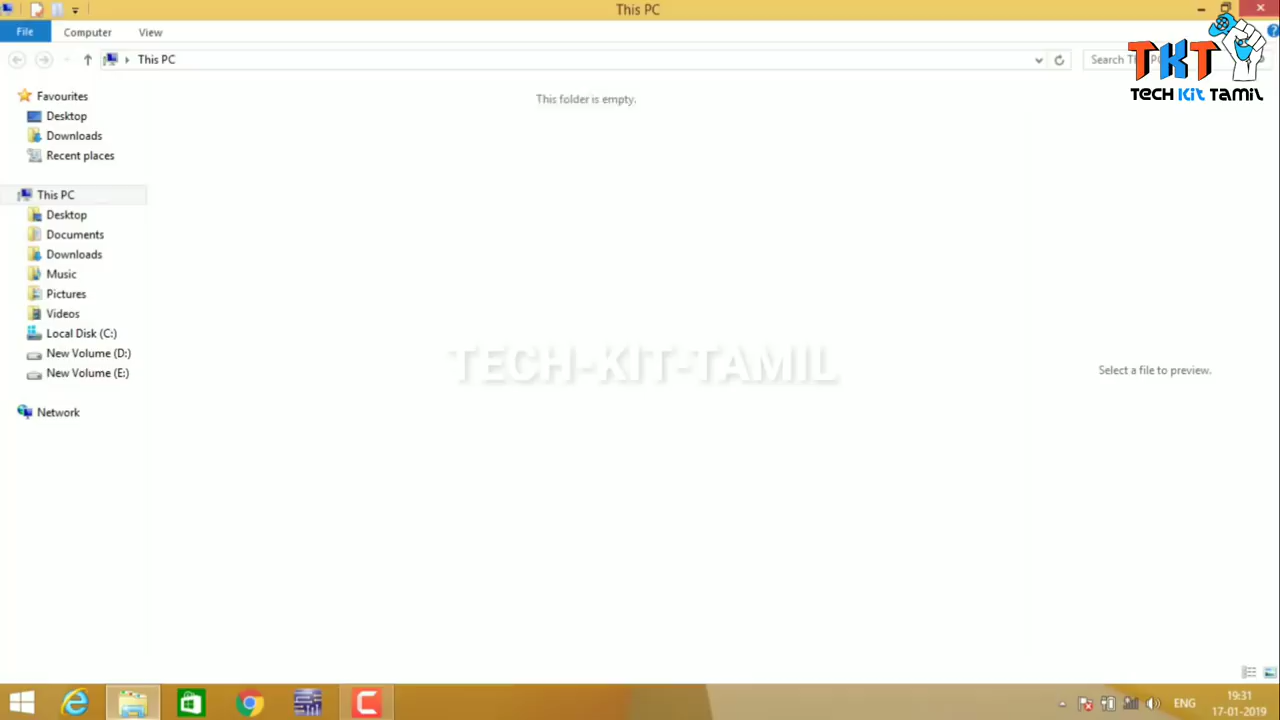 This PC
File
Computer
View
This PC
Search Th
TKT
TECH KiT TAMIL
This folder is empty.
Favourites
Desktop
Downloads
Recent places
This PC
Desktop
Documents
Downloads
Music
Pictures
Videos
Local Disk (C:)
New Volume (D:)
New Volume (E:)
Network
TECH-KIT-TAMIL
Select a file to preview.
ENG
19:31
17-01-2019